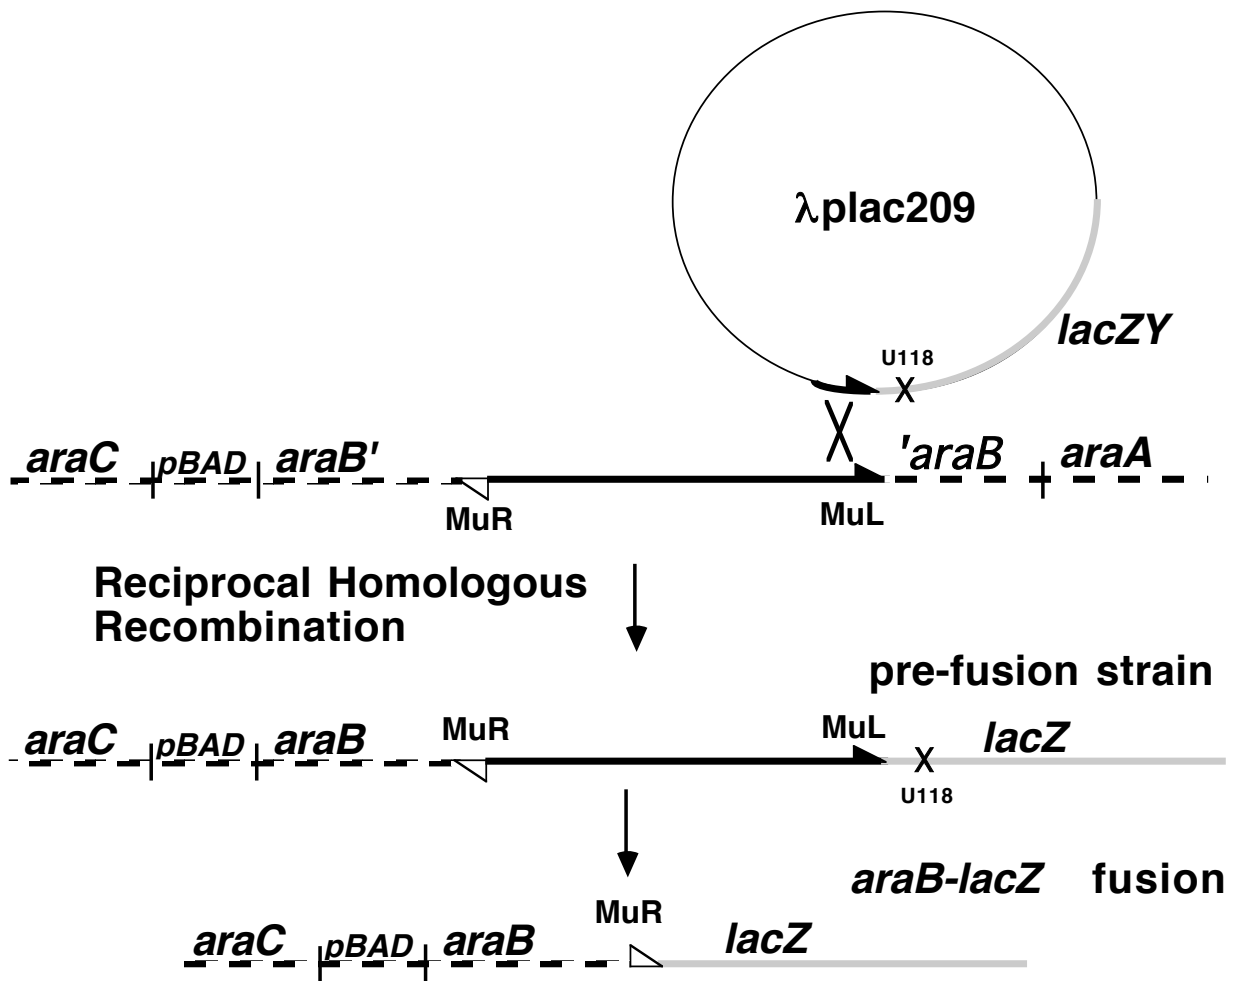 λplac209
lacZY
U118
X
araC pBAD araB' 'araB araA
MuR MuL
Reciprocal Homologous
Recombination
pre-fusion strain
araC pBAD araB MuR MuL lacZ
X
U118
araB-lacZ fusion
MuR
araC pBAD araB lacZ